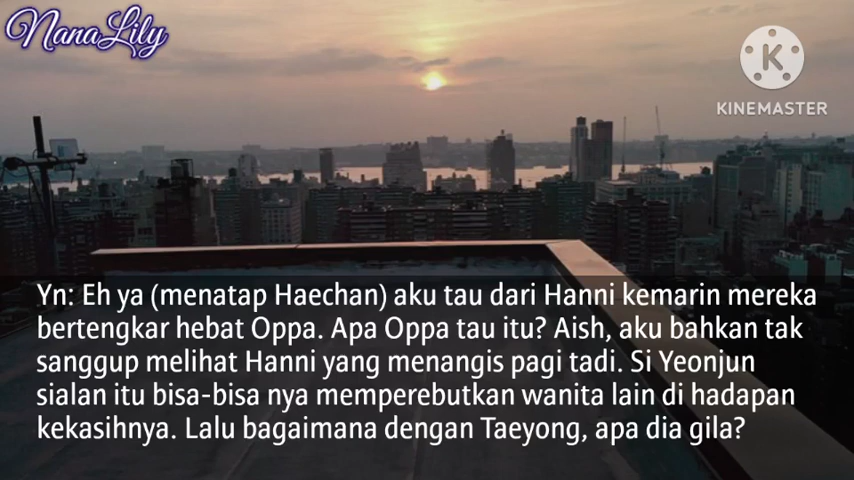 NanaLily
KINEMASTER
Yn: Eh ya (menatap Haechan) aku tau dari Hanni kemarin mereka
bertengkar hebat Oppa. Apa Oppa tau itu? Aish, aku bahkan tak
sanggup melihat Hanni yang menangis pagi tadi. Si Yeonjun
sialan itu bisa-bisa nya memperebutkan wanita lain di hadapan
kekasihnya. Lalu bagaimana dengan Taeyong, apa dia gila?